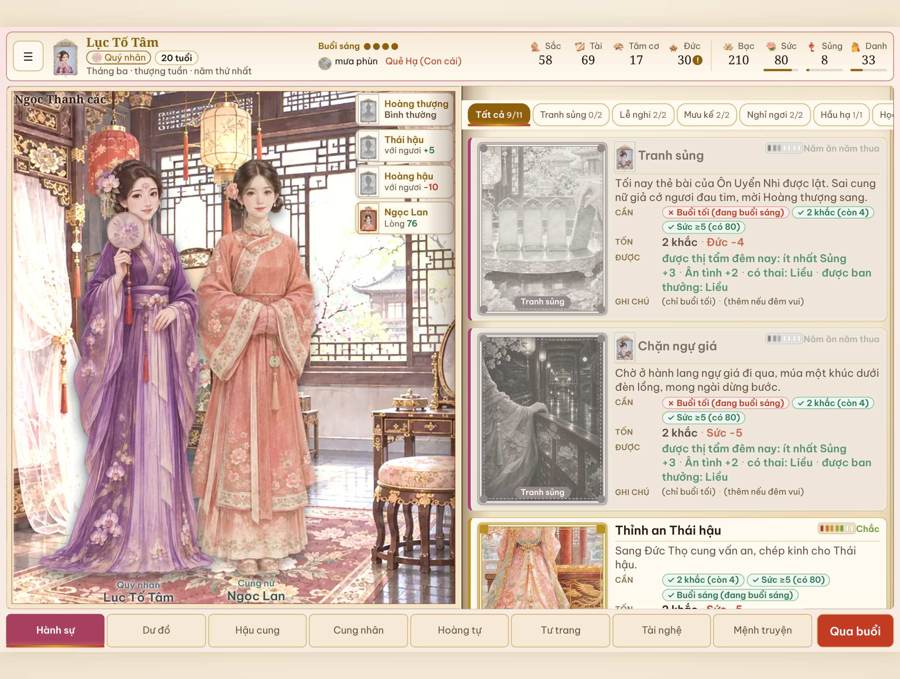 Lục Tố Tâm
Quý nhân 20 tuổi
Tháng ba · thượng tuần · năm thứ nhất
Buổi sáng
mưa phùn Quẻ Hạ (Con cái)
Sắc 58
Tài 69
Tâm cơ 17
Đức 30
Bạc 210
Sức 80
Sủng 8
Danh 33
Ngọc Thanh các
Hoàng thượng
Bình thường
Thái hậu
với ngươi +5
Hoàng hậu
với ngươi -10
Ngọc Lan
Lòng 76
Quý nhân
Lục Tố Tâm
Cung nữ
Ngọc Lan
Tất cả 9/11
Tranh sủng 0/2
Lễ nghi 2/2
Mưu kế 2/2
Nghỉ ngơi 2/2
Hầu hạ 1/1
Tranh sủng
Tranh sủng
Năm ăn năm thua
Tối nay thẻ bài của Ôn Uyển Nhi được lật. Sai cung
nữ giả cớ ngươi đau tim, mời Hoàng thượng sang.
CẦN × Buổi tối (đang buổi sáng) ✓ 2 khắc (còn 4)
✓ Sức ≥5 (có 80)
TỐN 2 khắc · Đức −4
ĐƯỢC được thị tẩm đêm nay: ít nhất Sủng
+3 · Ân tình +2 · có thai: Liều · được ban
thưởng: Liều
GHI CHÚ (chỉ buổi tối) · (thêm nếu đêm vui)
Tranh sủng
Chặn ngự giá
Năm ăn năm thua
Chờ ở hành lang ngự giá đi qua, múa một khúc dưới
đèn lồng, mong ngài dừng bước.
CẦN × Buổi tối (đang buổi sáng) ✓ 2 khắc (còn 4)
✓ Sức ≥5 (có 80)
TỐN 2 khắc · Sức −5
ĐƯỢC được thị tẩm đêm nay: ít nhất Sủng
+3 · Ân tình +2 · có thai: Liều · được ban
thưởng: Liều
GHI CHÚ (chỉ buổi tối) · (thêm nếu đêm vui)
Thỉnh an Thái hậu
Chắc
Sang Đức Thọ cung vấn an, chép kinh cho Thái
hậu.
CẦN ✓ 2 khắc (còn 4) ✓ Sức ≥5 (có 80)
✓ Buổi sáng (đang buổi sáng)
Hành sự
Dư đồ
Hậu cung
Cung nhân
Hoàng tự
Tư trang
Tài nghệ
Mệnh truyện
Qua buổi